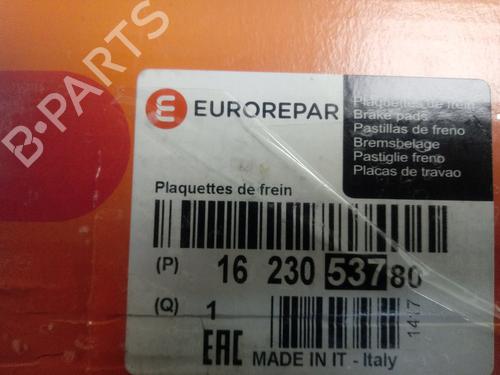 B·PARTS
EUROREPAR
Plaquettes de frein
Brake pads
Pastillas de freno
Bremsbelage
Pastiglie freno
Placas de travao
Plaquettes de frein
(P) 16 230 537 80
(Q) 1
EAC MADE IN IT - Italy